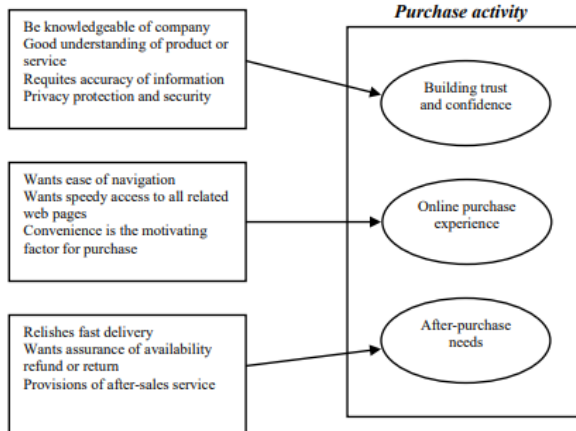 Purchase activity
Be knowledgeable of company
Good understanding of product or
service
Requites accuracy of information
Privacy protection and security
Building trust
and confidence
Wants ease of navigation
Wants speedy access to all related
web pages
Convenience is the motivating
factor for purchase
Online purchase
experience
Relishes fast delivery
Wants assurance of availability
refund or return
Provisions of after-sales service
After-purchase
needs